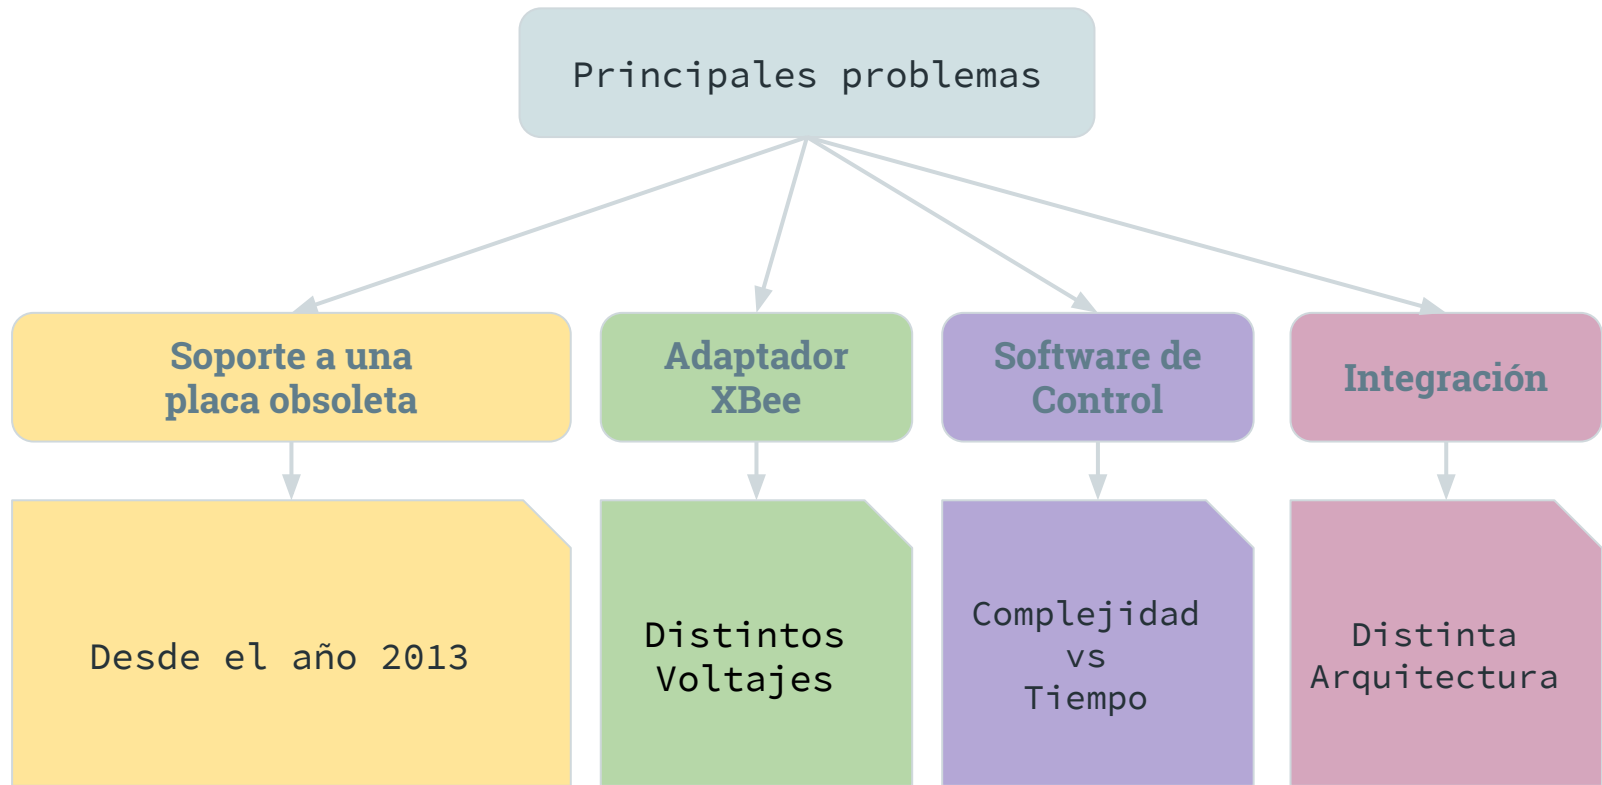 Principales problemas
Soporte a una
placa obsoleta
Adaptador
XBee
Software de
Control
Integración
Desde el año 2013
Distintos
Voltajes
Complejidad
vs
Tiempo
Distinta
Arquitectura